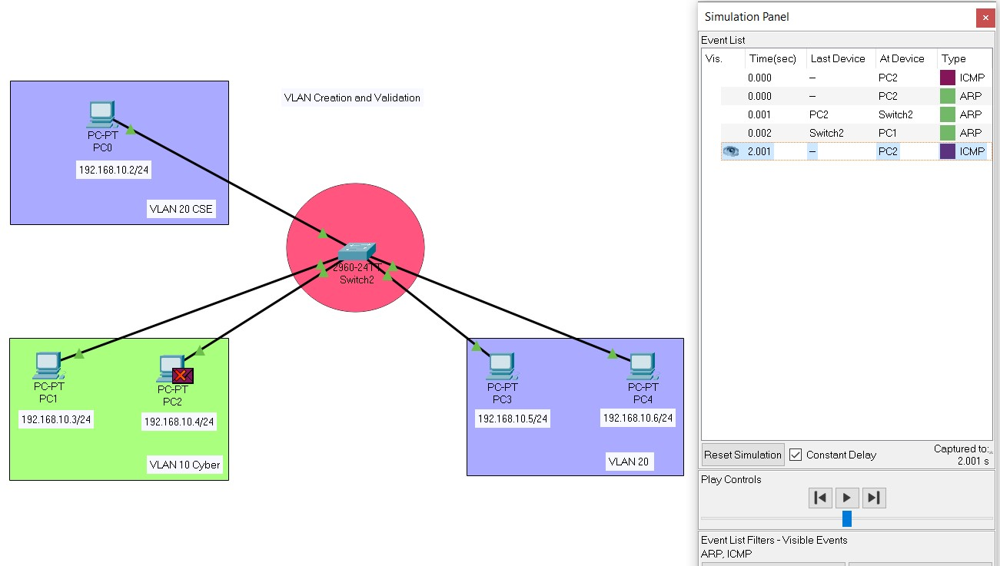 VLAN Creation and Validation
PC-PT
PC0
192.168.10.2/24
VLAN 20 CSE
2960-24TT
Switch2
PC-PT
PC1
192.168.10.3/24
PC-PT
PC2
192.168.10.4/24
VLAN 10 Cyber
PC-PT
PC3
192.168.10.5/24
PC-PT
PC4
192.168.10.6/24
VLAN 20
Simulation Panel
Event List
Vis. Time(sec) Last Device At Device Type
0.000 -- PC2 ICMP
0.000 -- PC2 ARP
0.001 PC2 Switch2 ARP
0.002 Switch2 PC1 ARP
2.001 -- PC2 ICMP
Reset Simulation Constant Delay Captured to:
2.001 s
Play Controls
Event List Filters - Visible Events
ARP, ICMP